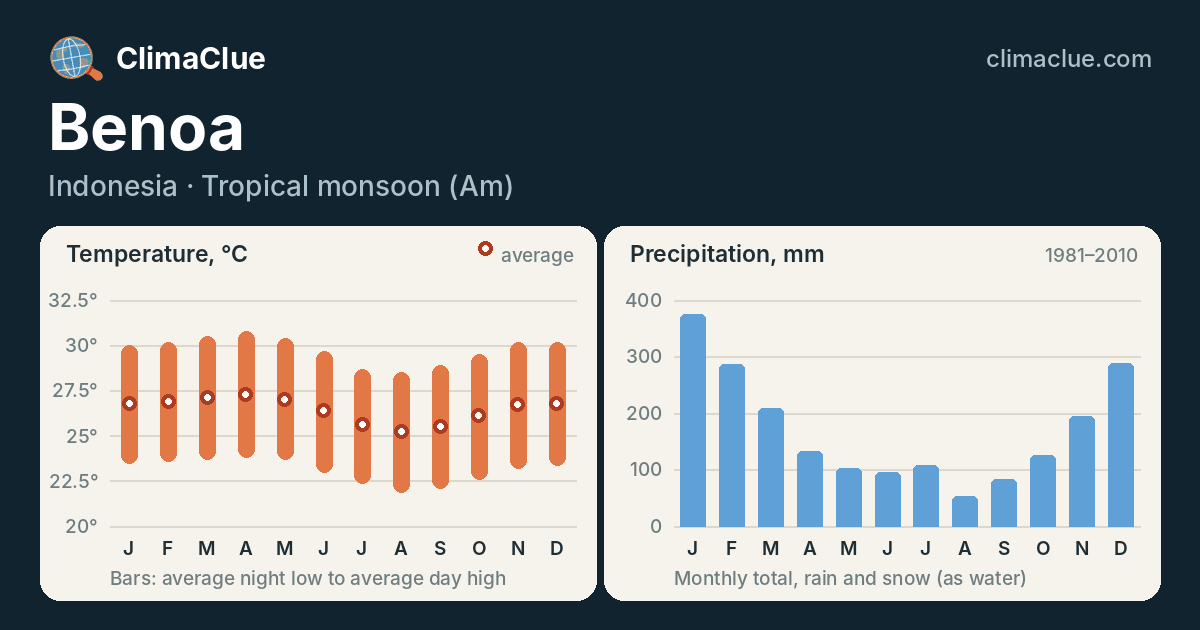 ClimaClue
climaclue.com
Benoa
Indonesia · Tropical monsoon (Am)
Temperature, °C
average
32.5°
30°
27.5°
25°
22.5°
20°
J F M A M J J A S O N D
Bars: average night low to average day high
Precipitation, mm
1981–2010
400
300
200
100
0
J F M A M J J A S O N D
Monthly total, rain and snow (as water)